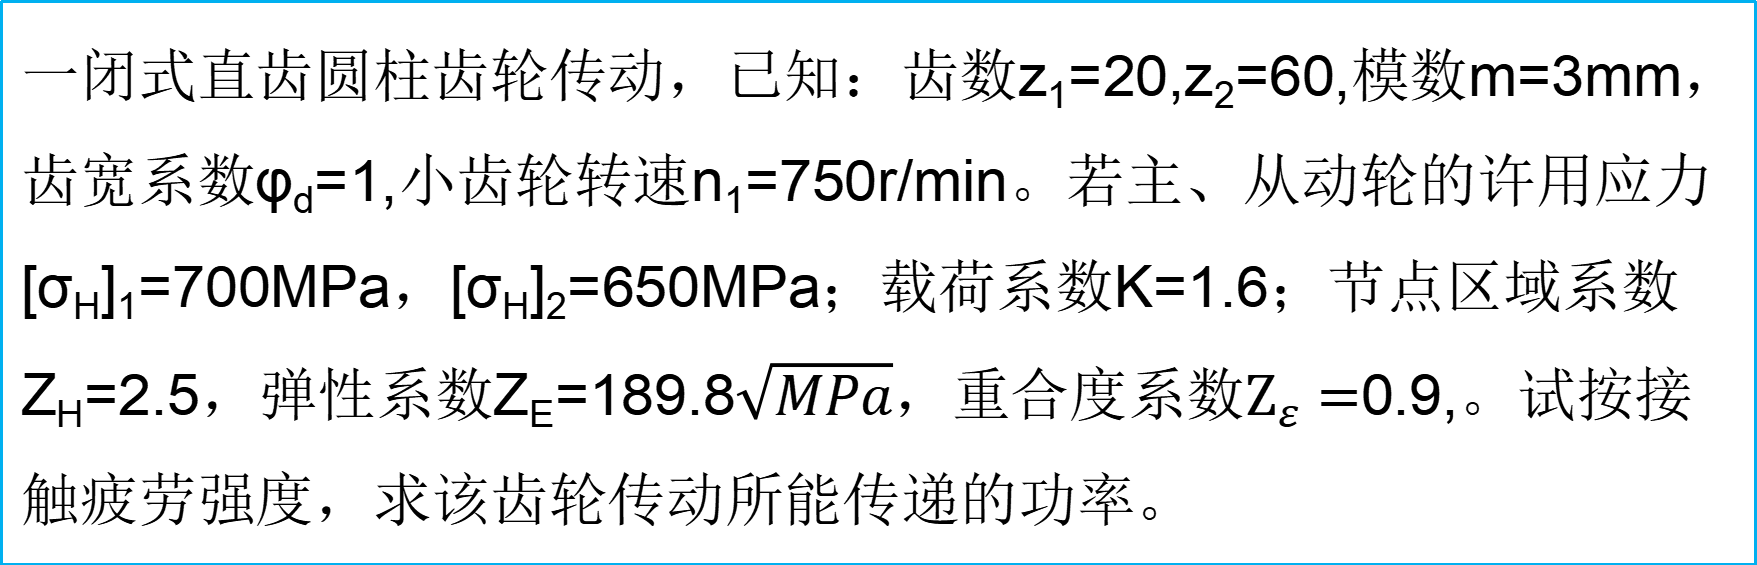 一闭式直齿圆柱齿轮传动，已知：齿数z₁=20,z₂=60,模数m=3mm，
齿宽系数φd=1,小齿轮转速n₁=750r/min。若主、从动轮的许用应力
[σH]₁=700MPa，[σH]₂=650MPa；载荷系数K=1.6；节点区域系数
ZH=2.5，弹性系数ZE=189.8√MPa，重合度系数Zε =0.9,。试按接
触疲劳强度，求该齿轮传动所能传递的功率。